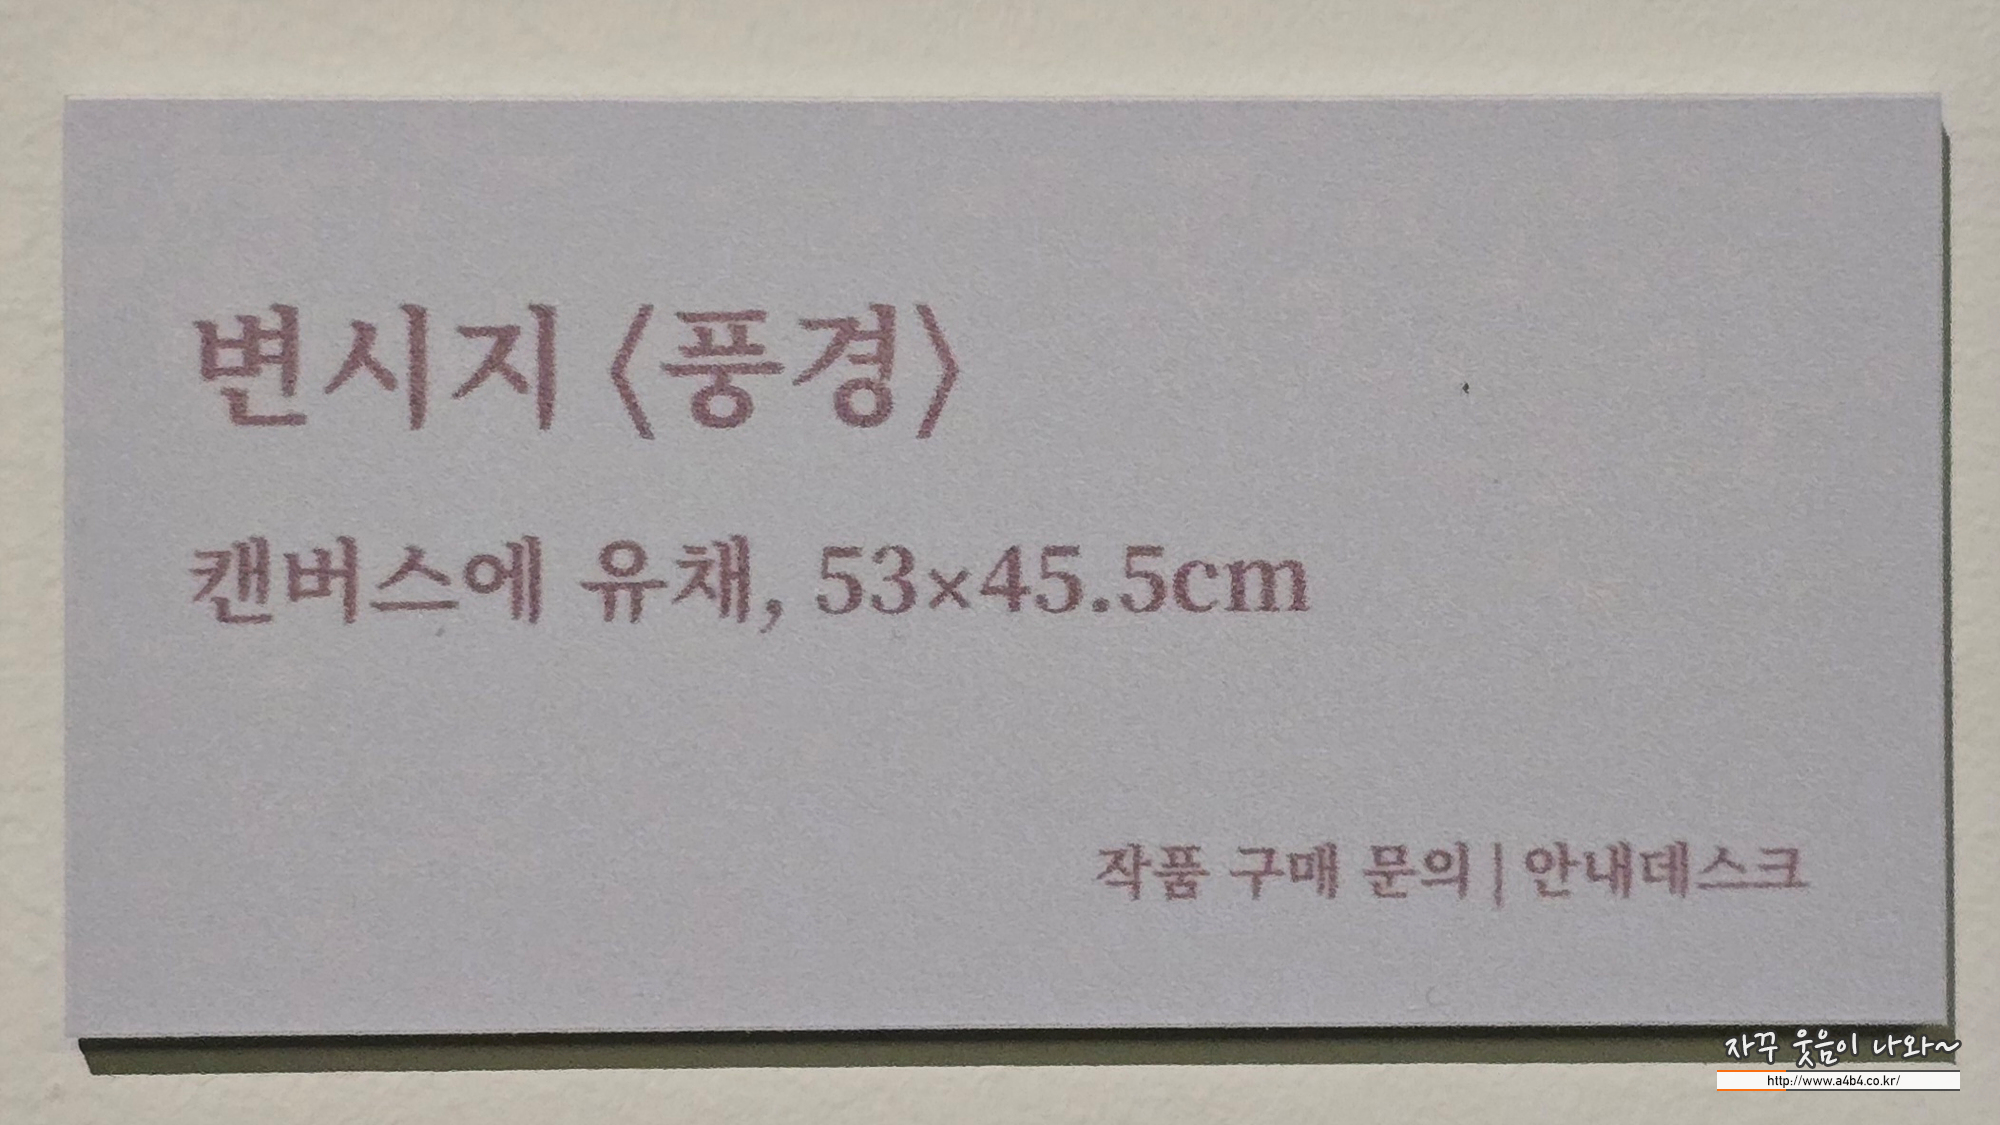 변시지 〈풍경〉
캔버스에 유채, 53×45.5cm
작품 구매 문의 | 안내데스크
자꾸 웃음이 나와~
http://www.a4b4.co.kr/